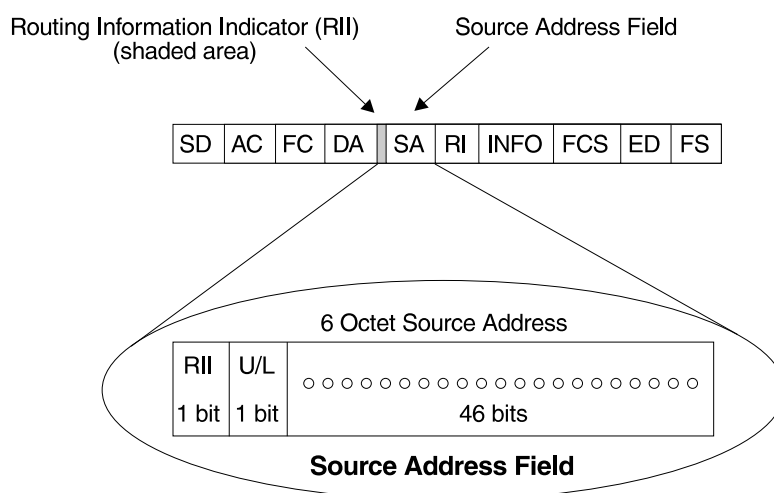 Routing Information Indicator (RII)
(shaded area)
Source Address Field
SD AC FC DA SA RI INFO FCS ED FS
6 Octet Source Address
RII U/L
1 bit 1 bit 46 bits
Source Address Field